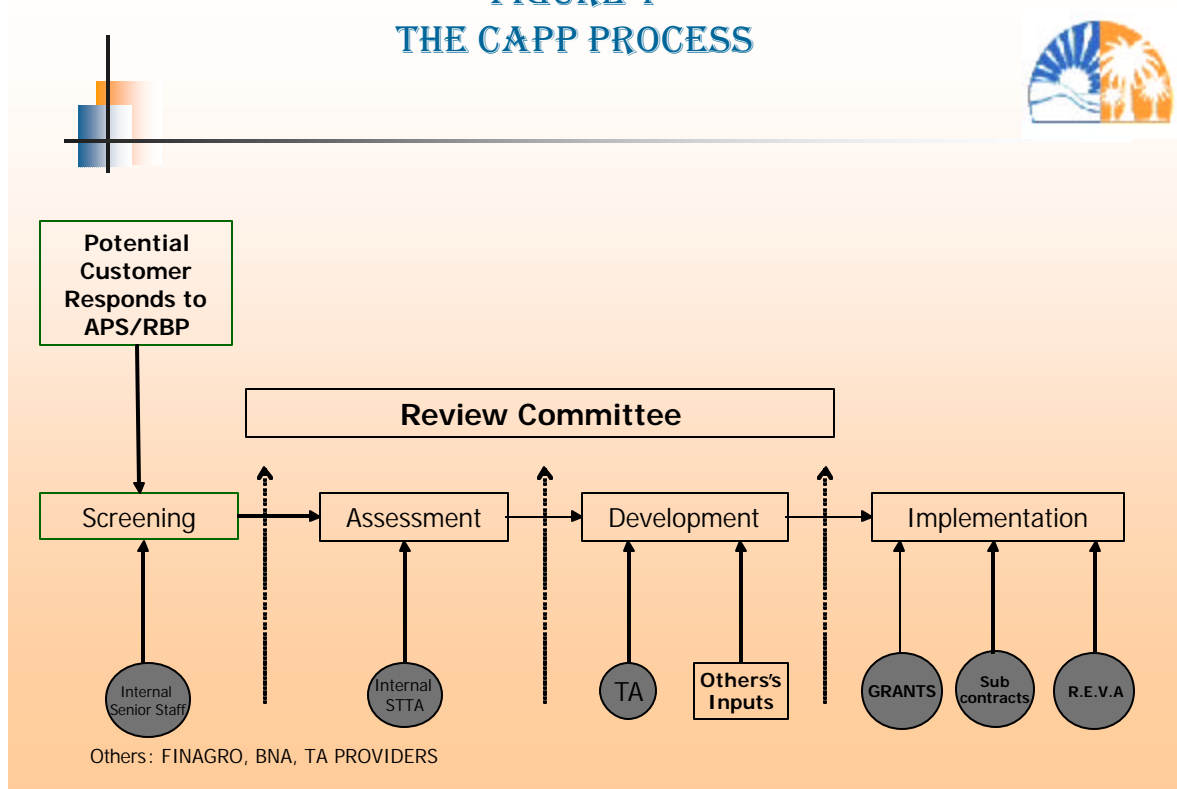 THE CAPP PROCESS
Potential
Customer
Responds to
APS/RBP
Review Committee
Screening
Assessment
Development
Implementation
Internal
Senior Staff
Internal
STTA
TA
Others's
Inputs
GRANTS
Sub
contracts
R.E.V.A
Others: FINAGRO, BNA, TA PROVIDERS